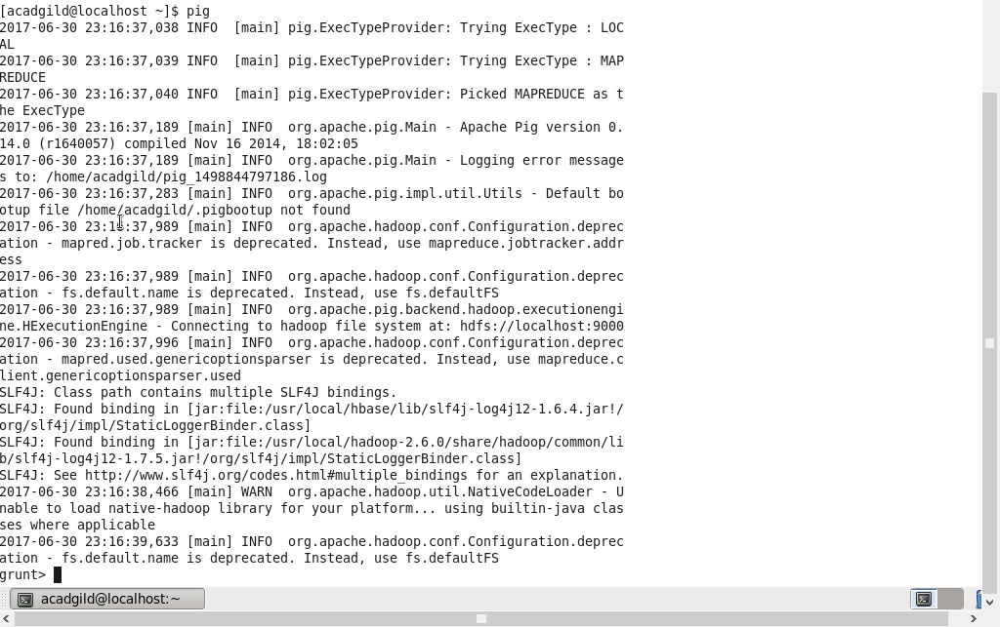 [acadgild@localhost ~]$ pig
2017-06-30 23:16:37,038 INFO  [main] pig.ExecTypeProvider: Trying ExecType : LOC
AL
2017-06-30 23:16:37,039 INFO  [main] pig.ExecTypeProvider: Trying ExecType : MAP
REDUCE
2017-06-30 23:16:37,040 INFO  [main] pig.ExecTypeProvider: Picked MAPREDUCE as t
he ExecType
2017-06-30 23:16:37,189 [main] INFO  org.apache.pig.Main - Apache Pig version 0.
14.0 (r1640057) compiled Nov 16 2014, 18:02:05
2017-06-30 23:16:37,189 [main] INFO  org.apache.pig.Main - Logging error message
s to: /home/acadgild/pig_1498844797186.log
2017-06-30 23:16:37,283 [main] INFO  org.apache.pig.impl.util.Utils - Default bo
otup file /home/acadgild/.pigbootup not found
2017-06-30 23:16:37,989 [main] INFO  org.apache.hadoop.conf.Configuration.deprec
ation - mapred.job.tracker is deprecated. Instead, use mapreduce.jobtracker.addr
ess
2017-06-30 23:16:37,989 [main] INFO  org.apache.hadoop.conf.Configuration.deprec
ation - fs.default.name is deprecated. Instead, use fs.defaultFS
2017-06-30 23:16:37,989 [main] INFO  org.apache.pig.backend.hadoop.executionengi
ne.HExecutionEngine - Connecting to hadoop file system at: hdfs://localhost:9000
2017-06-30 23:16:37,996 [main] INFO  org.apache.hadoop.conf.Configuration.deprec
ation - mapred.used.genericoptionsparser is deprecated. Instead, use mapreduce.c
lient.genericoptionsparser.used
SLF4J: Class path contains multiple SLF4J bindings.
SLF4J: Found binding in [jar:file:/usr/local/hbase/lib/slf4j-log4j12-1.6.4.jar!/
org/slf4j/impl/StaticLoggerBinder.class]
SLF4J: Found binding in [jar:file:/usr/local/hadoop-2.6.0/share/hadoop/common/li
b/slf4j-log4j12-1.7.5.jar!/org/slf4j/impl/StaticLoggerBinder.class]
SLF4J: See http://www.slf4j.org/codes.html#multiple_bindings for an explanation.
2017-06-30 23:16:38,466 [main] WARN  org.apache.hadoop.util.NativeCodeLoader - U
nable to load native-hadoop library for your platform... using builtin-java clas
ses where applicable
2017-06-30 23:16:39,633 [main] INFO  org.apache.hadoop.conf.Configuration.deprec
ation - fs.default.name is deprecated. Instead, use fs.defaultFS
grunt>
acadgild@localhost:~